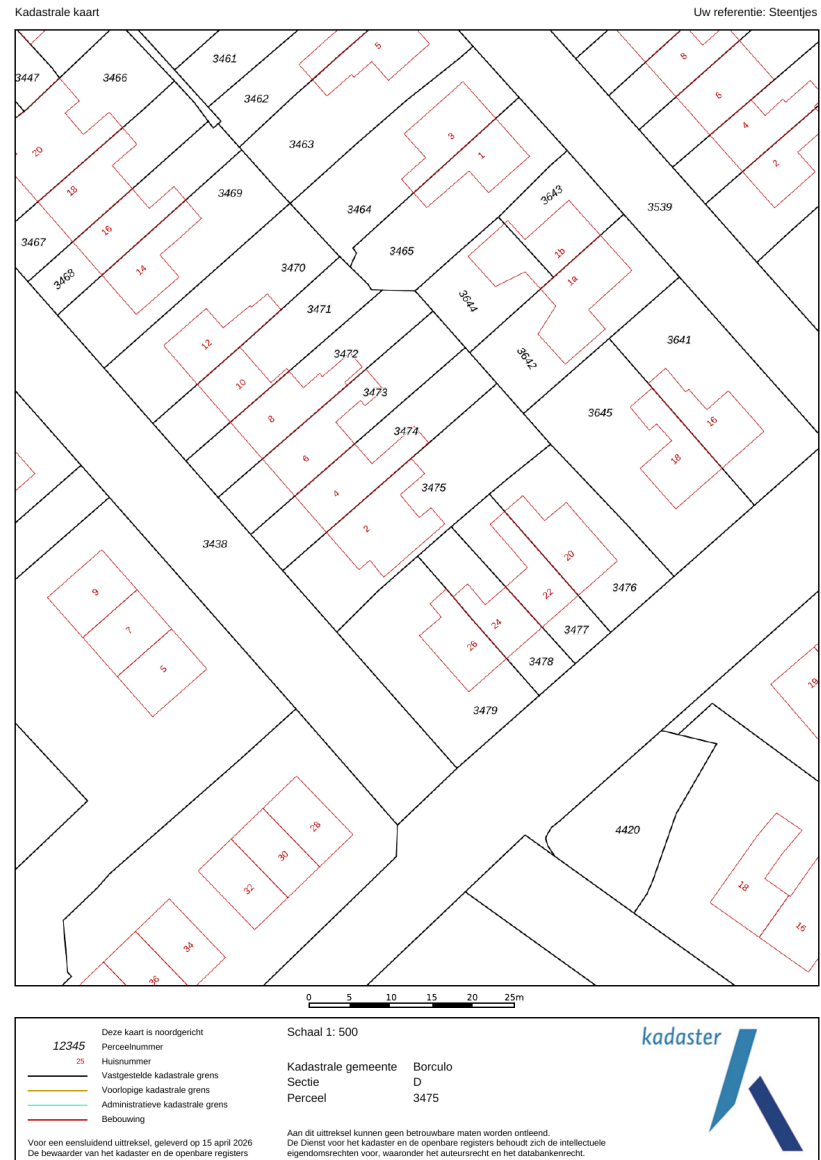 Kadastrale kaart
Uw referentie: Steentjes
5
3461
8
3447
3466
3462
6
3
4
20
3463
1
2
18
3469
3643
3464
3539
16
3467
3465
1b
14
3470
3468
1a
3644
3471
12
3641
3472
3642
10
3473
3645
8
16
3474
6
18
3475
4
2
3438
20
9
3476
22
7
24
3477
26
5
3478
19
3479
28
4420
30
32
18
16
34
36
0 5 10 15 20 25m
Deze kaart is noordgericht
12345 Perceelnummer
25 Huisnummer
Vastgestelde kadastrale grens
Voorlopige kadastrale grens
Administratieve kadastrale grens
Bebouwing
Voor een eensluidend uittreksel, geleverd op 15 april 2026
De bewaarder van het kadaster en de openbare registers
Schaal 1: 500
Kadastrale gemeente Borculo
Sectie D
Perceel 3475
Aan dit uittreksel kunnen geen betrouwbare maten worden ontleend.
De Dienst voor het kadaster en de openbare registers behoudt zich de intellectuele
eigendomsrechten voor, waaronder het auteursrecht en het databankenrecht.
kadaster